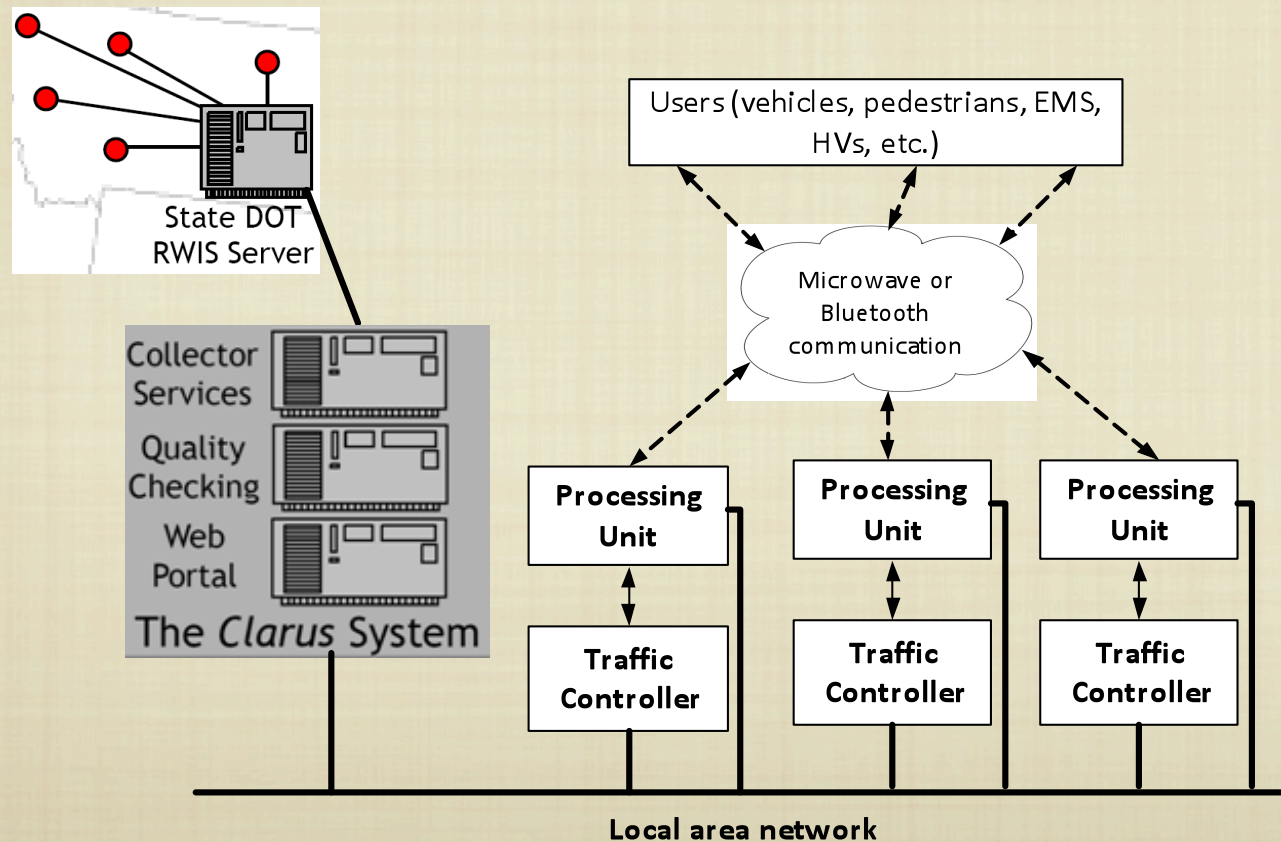 State DOT
RWIS Server
Users (vehicles, pedestrians, EMS,
HVs, etc.)
Microwave or
Bluetooth
communication
Collector
Services
Quality
Checking
Web
Portal
The Clarus System
Processing
Unit
Processing
Unit
Processing
Unit
Traffic
Controller
Traffic
Controller
Traffic
Controller
Local area network